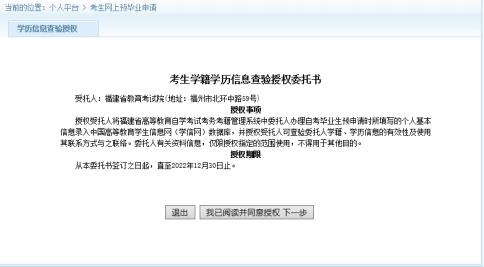 当前的位置: 个人平台 > 考生网上预毕业申请
学历信息查验授权
考生学籍学历信息查验授权委托书
受托人: 福建省教育考试院(地址: 福州市北环中路59号)
授权事项
授权受托人将福建省高等教育自学考试考务考籍管理系统中委托人办理自考毕业生预申请时所填写的个人基本
信息录入中国高等教育学生信息网(学信网)数据库，并授权受托人可查验委托人学籍、学历信息的有效性及使用
其联系方式与之联络。委托人有关资料信息，仅限授权指定的范围使用，不得用于其他目的。
授权期限
从本委托书签订之日起，直至2022年12月30日止。
退出 我已阅读并同意授权 下一步